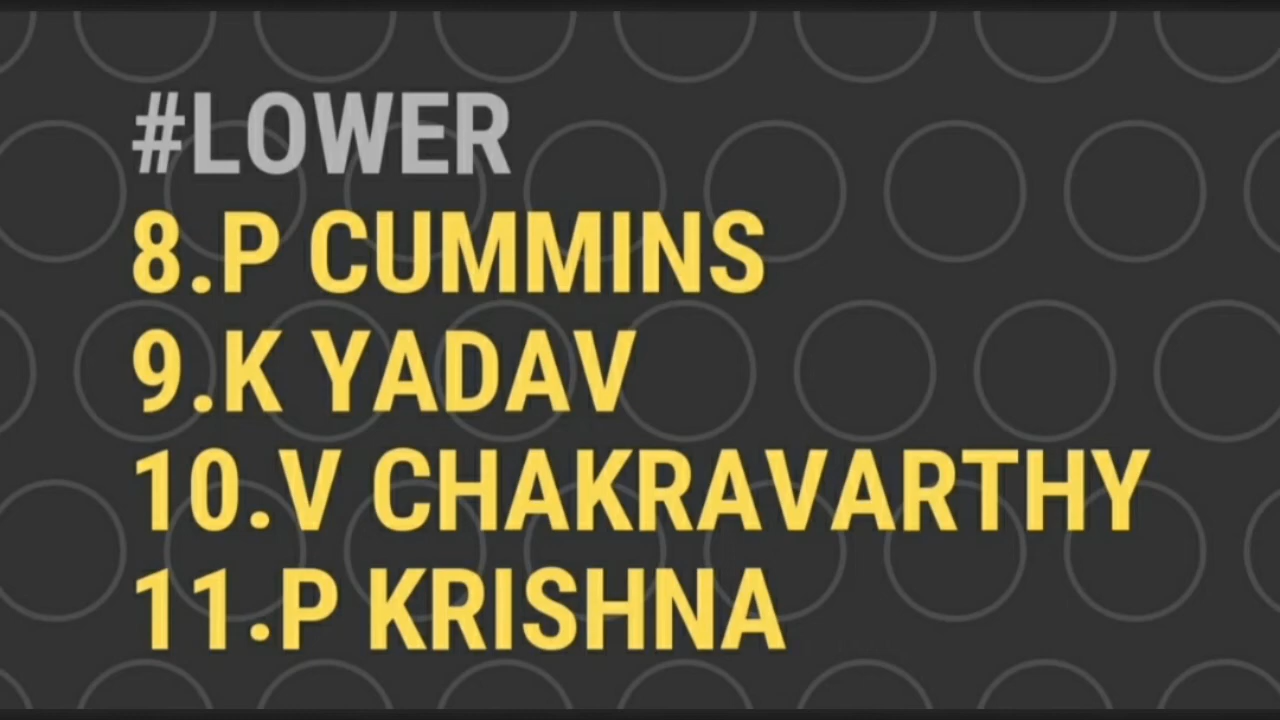 #LOWER
8.P CUMMINS
9.K YADAV
10.V CHAKRAVARTHY
11.P KRISHNA